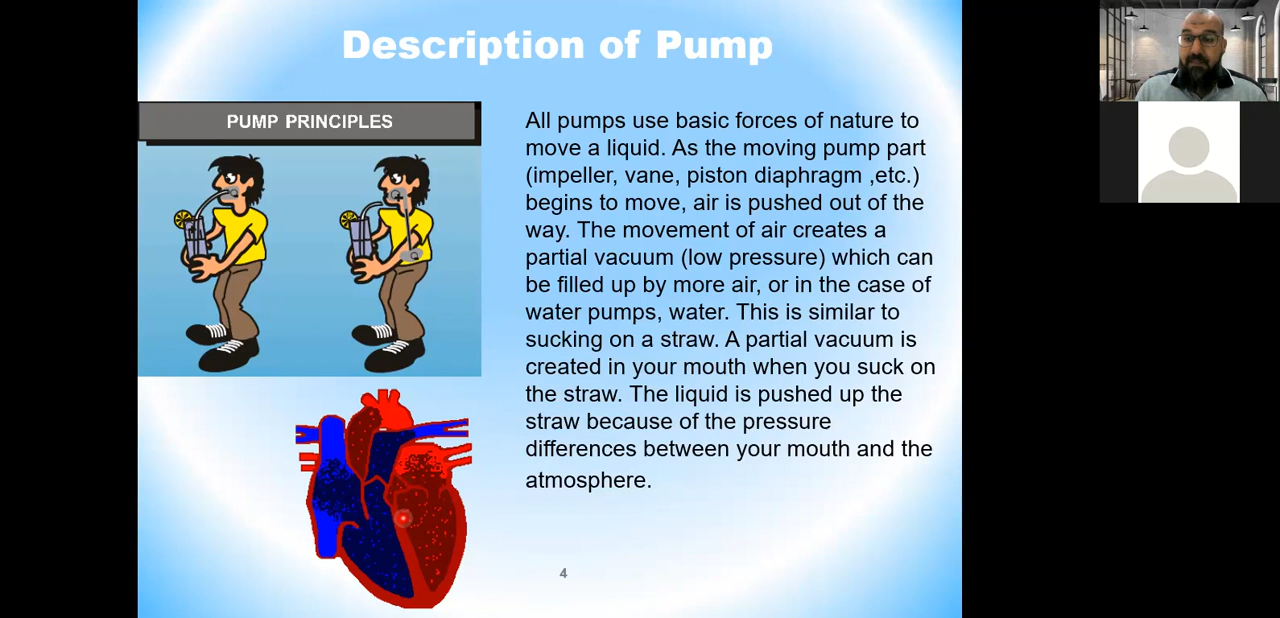 Description of Pump
PUMP PRINCIPLES
All pumps use basic forces of nature to
move a liquid. As the moving pump part
(impeller, vane, piston diaphragm ,etc.)
begins to move, air is pushed out of the
way. The movement of air creates a
partial vacuum (low pressure) which can
be filled up by more air, or in the case of
water pumps, water. This is similar to
sucking on a straw. A partial vacuum is
created in your mouth when you suck on
the straw. The liquid is pushed up the
straw because of the pressure
differences between your mouth and the
atmosphere.
4